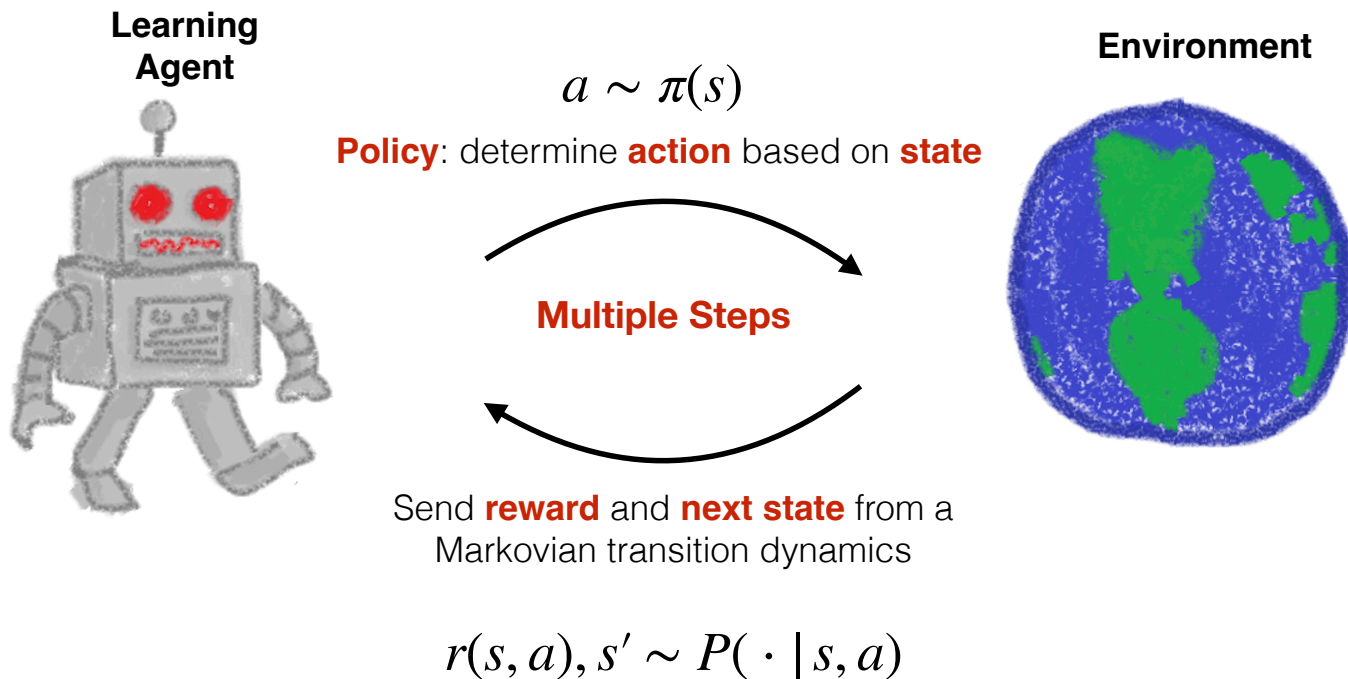 Learning
Agent
Environment
a ∼ π(s)
Policy: determine action based on state
Multiple Steps
Send reward and next state from a
Markovian transition dynamics
r(s, a), s′ ∼ P( · | s, a)